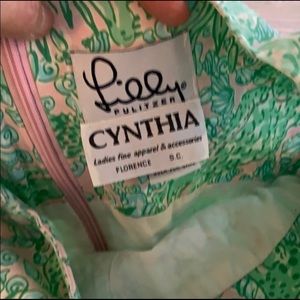 Lilly
PULITZER®
CYNTHIA
Ladies fine apparel & accessories
FLORENCE S.C.